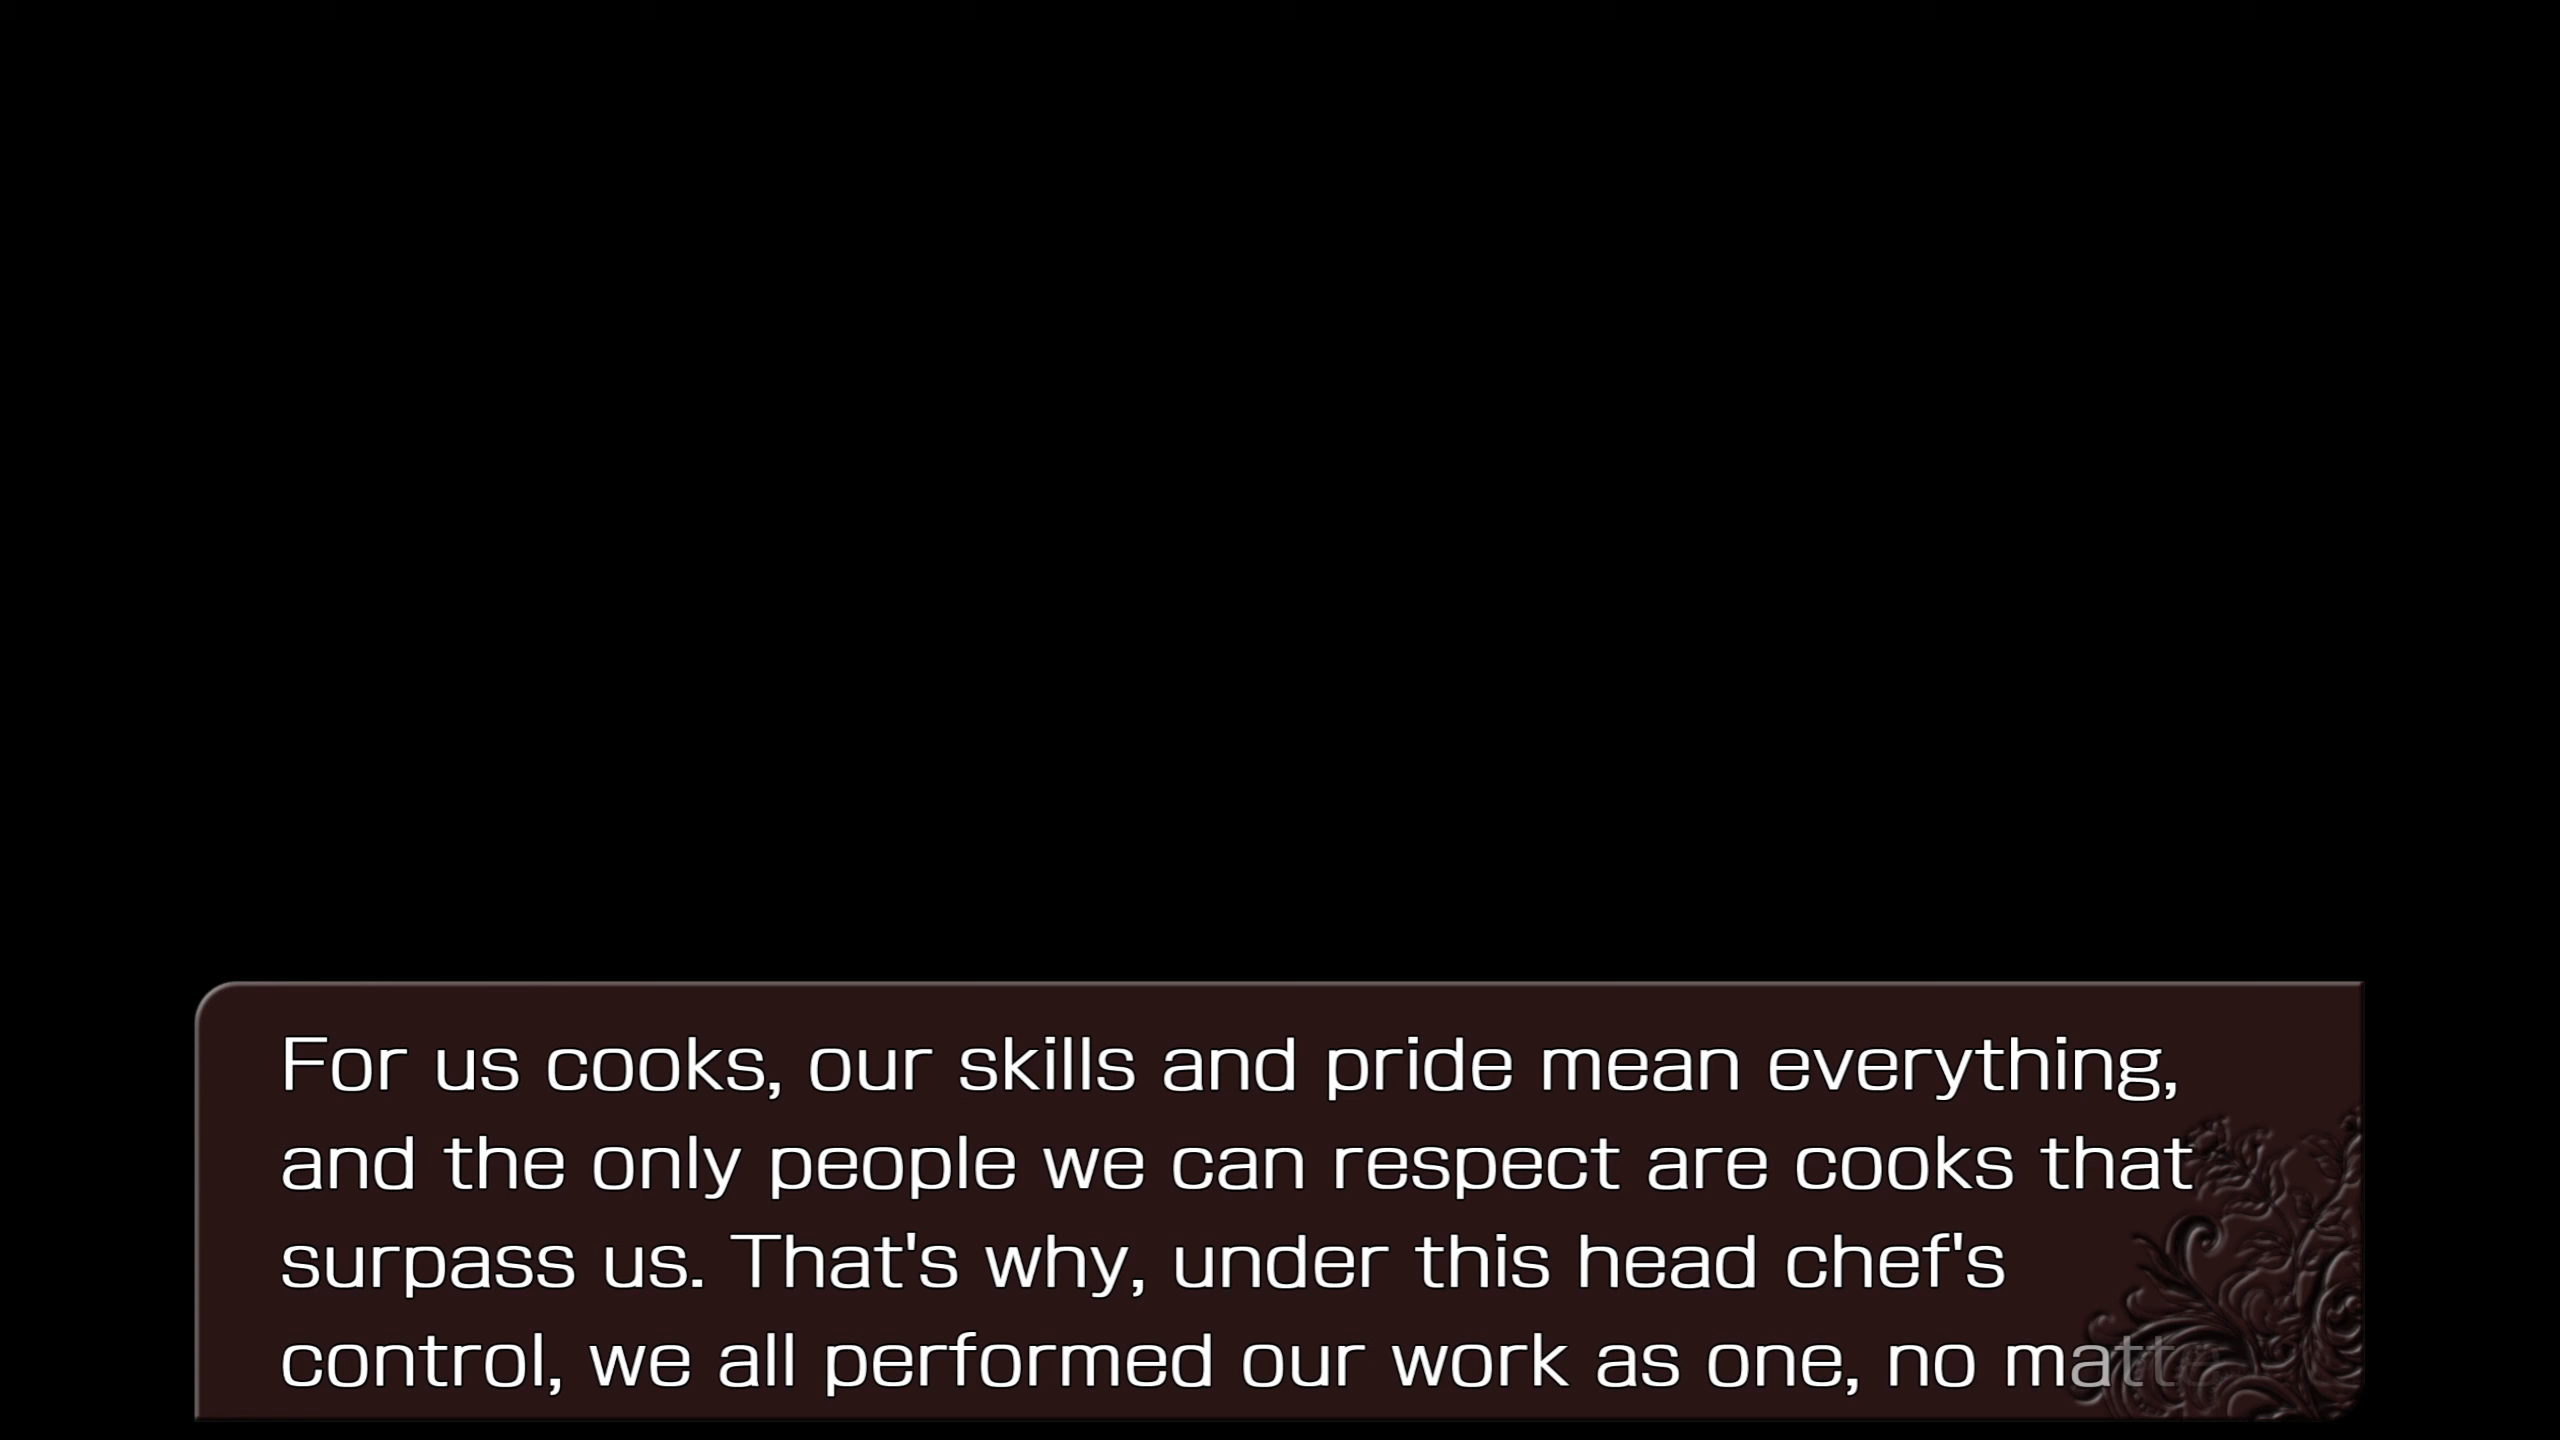 For us cooks, our skills and pride mean everything,
and the only people we can respect are cooks that
surpass us. That's why, under this head chef's
control, we all performed our work as one, no matte